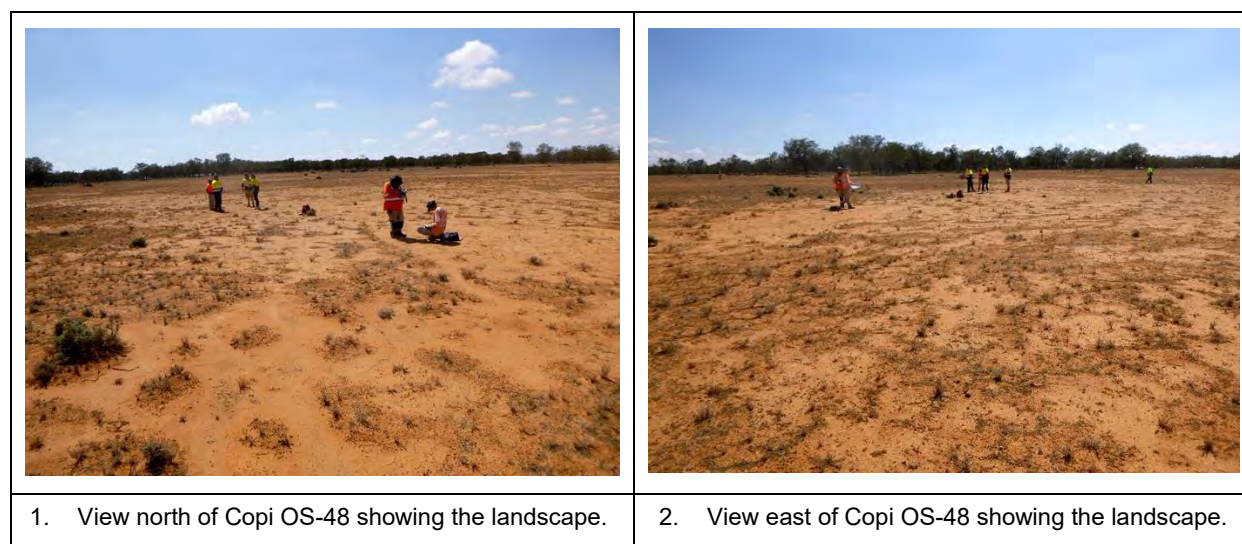 1. View north of Copi OS-48 showing the landscape.
2. View east of Copi OS-48 showing the landscape.